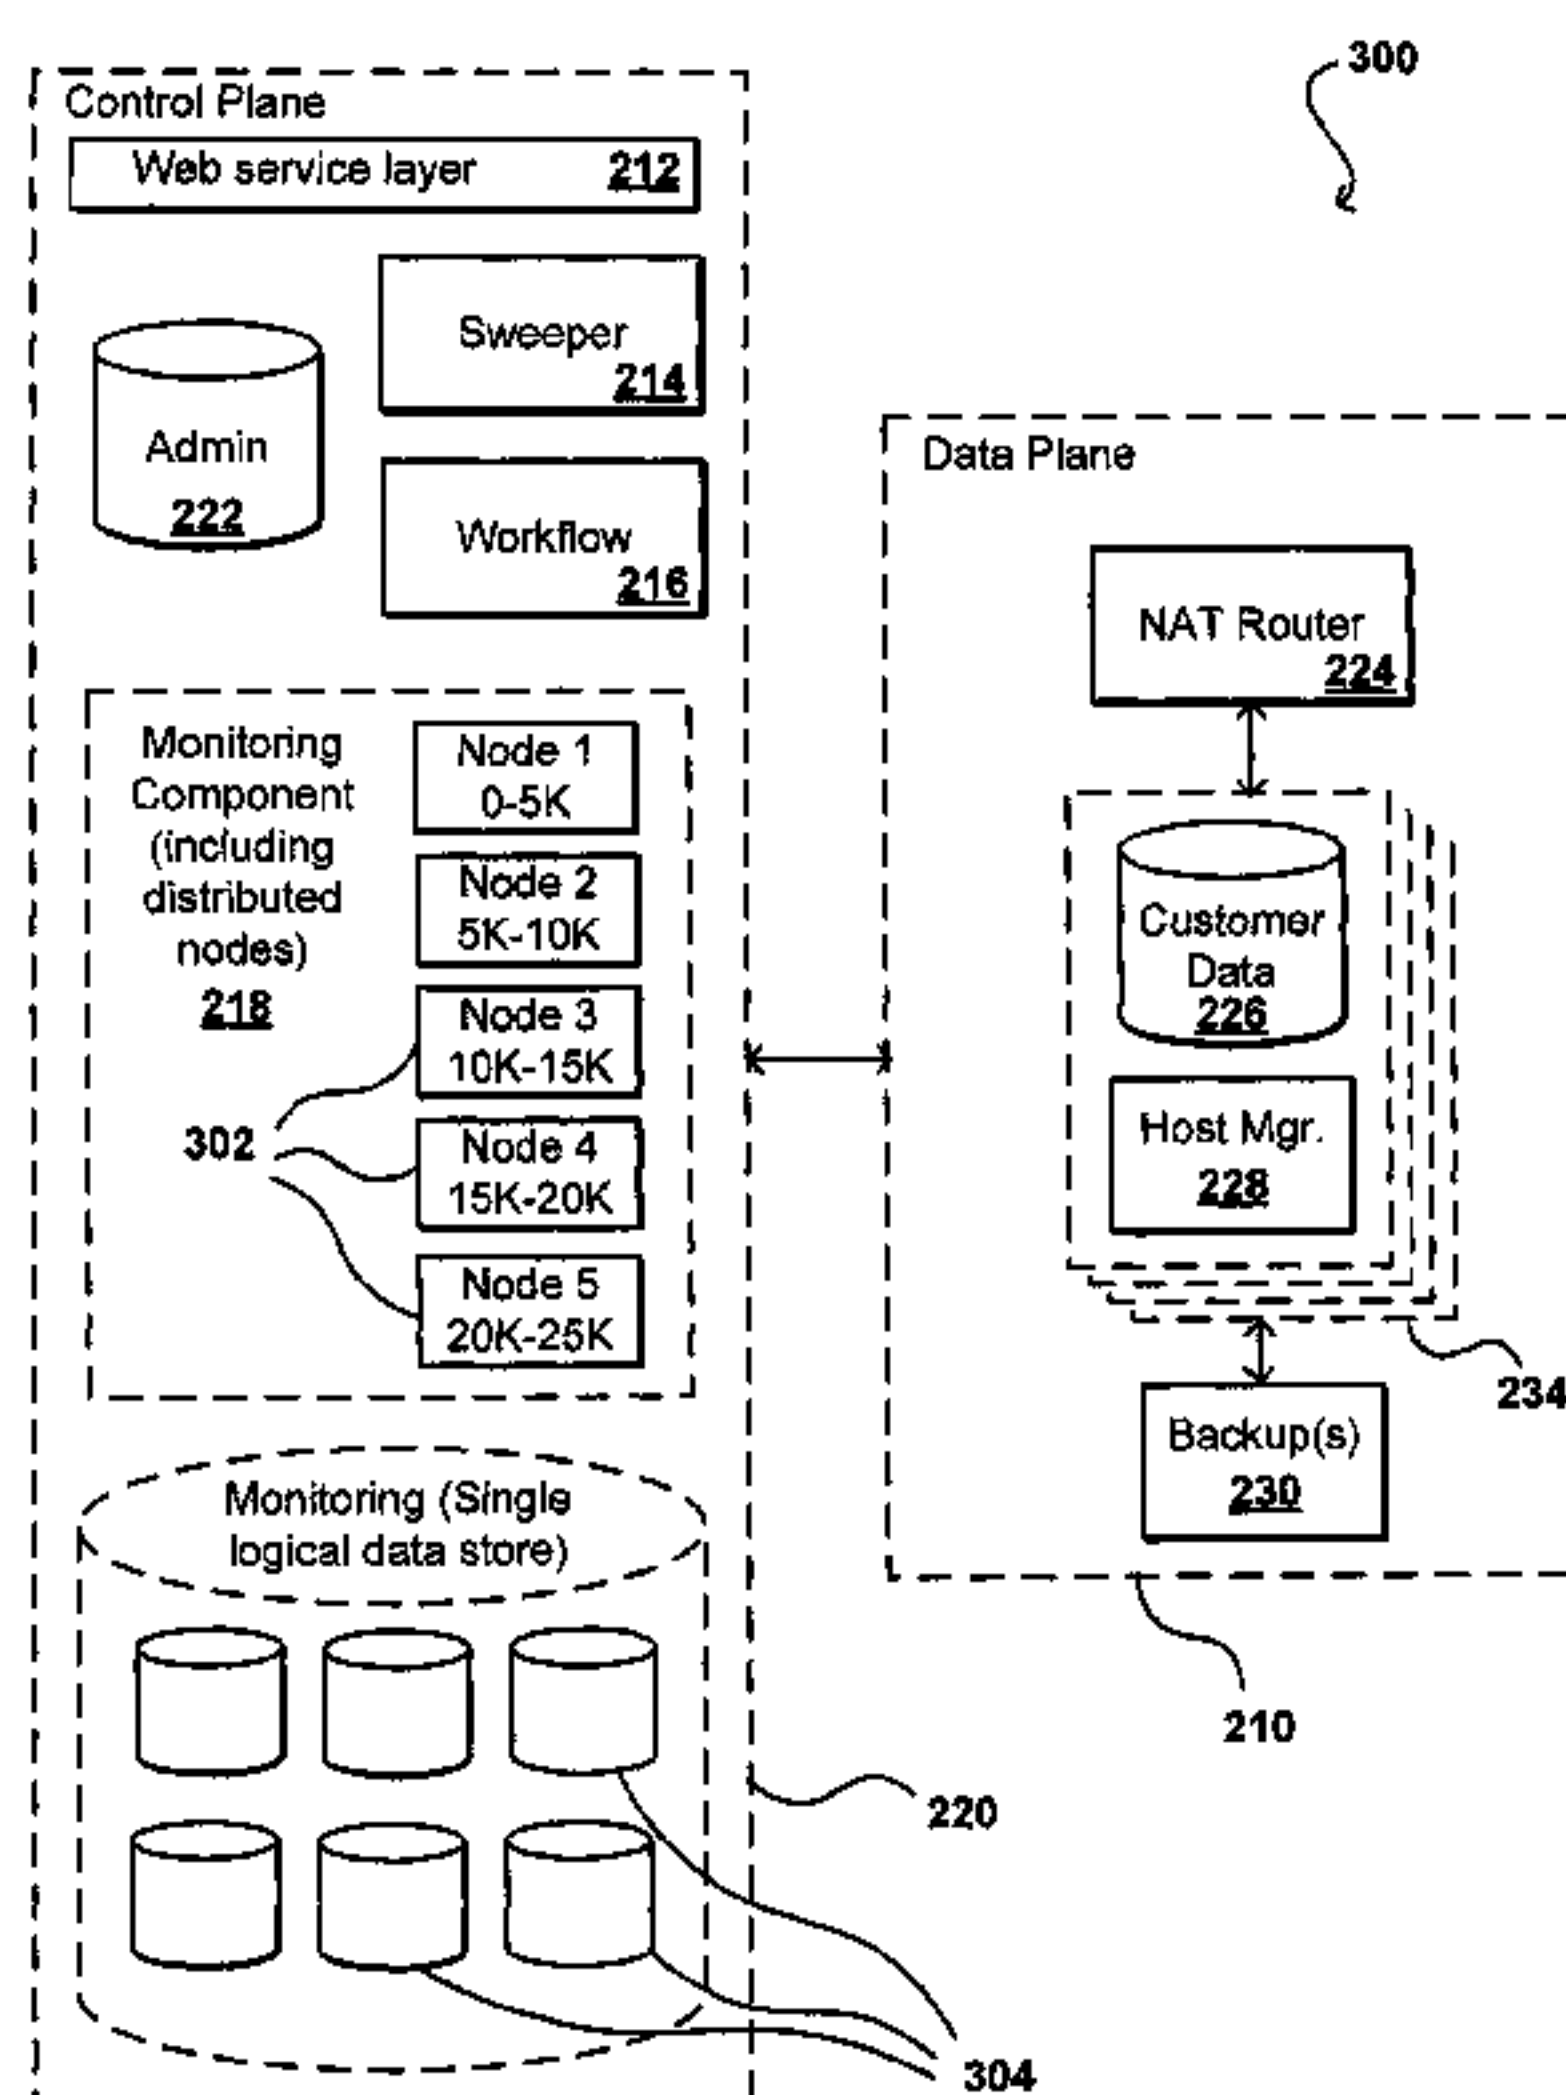 300
Control Plane
Web service layer 212
Sweeper
214
Admin
222
Workflow
216
Monitoring
Component
(including
distributed
nodes)
218
Node 1
0-5K
Node 2
5K-10K
Node 3
10K-15K
Node 4
15K-20K
Node 5
20K-25K
302
Monitoring (Single
logical data store)
Data Plane
NAT Router
224
Customer
Data
226
Host Mgr.
228
234
Backup(s)
230
210
220
304